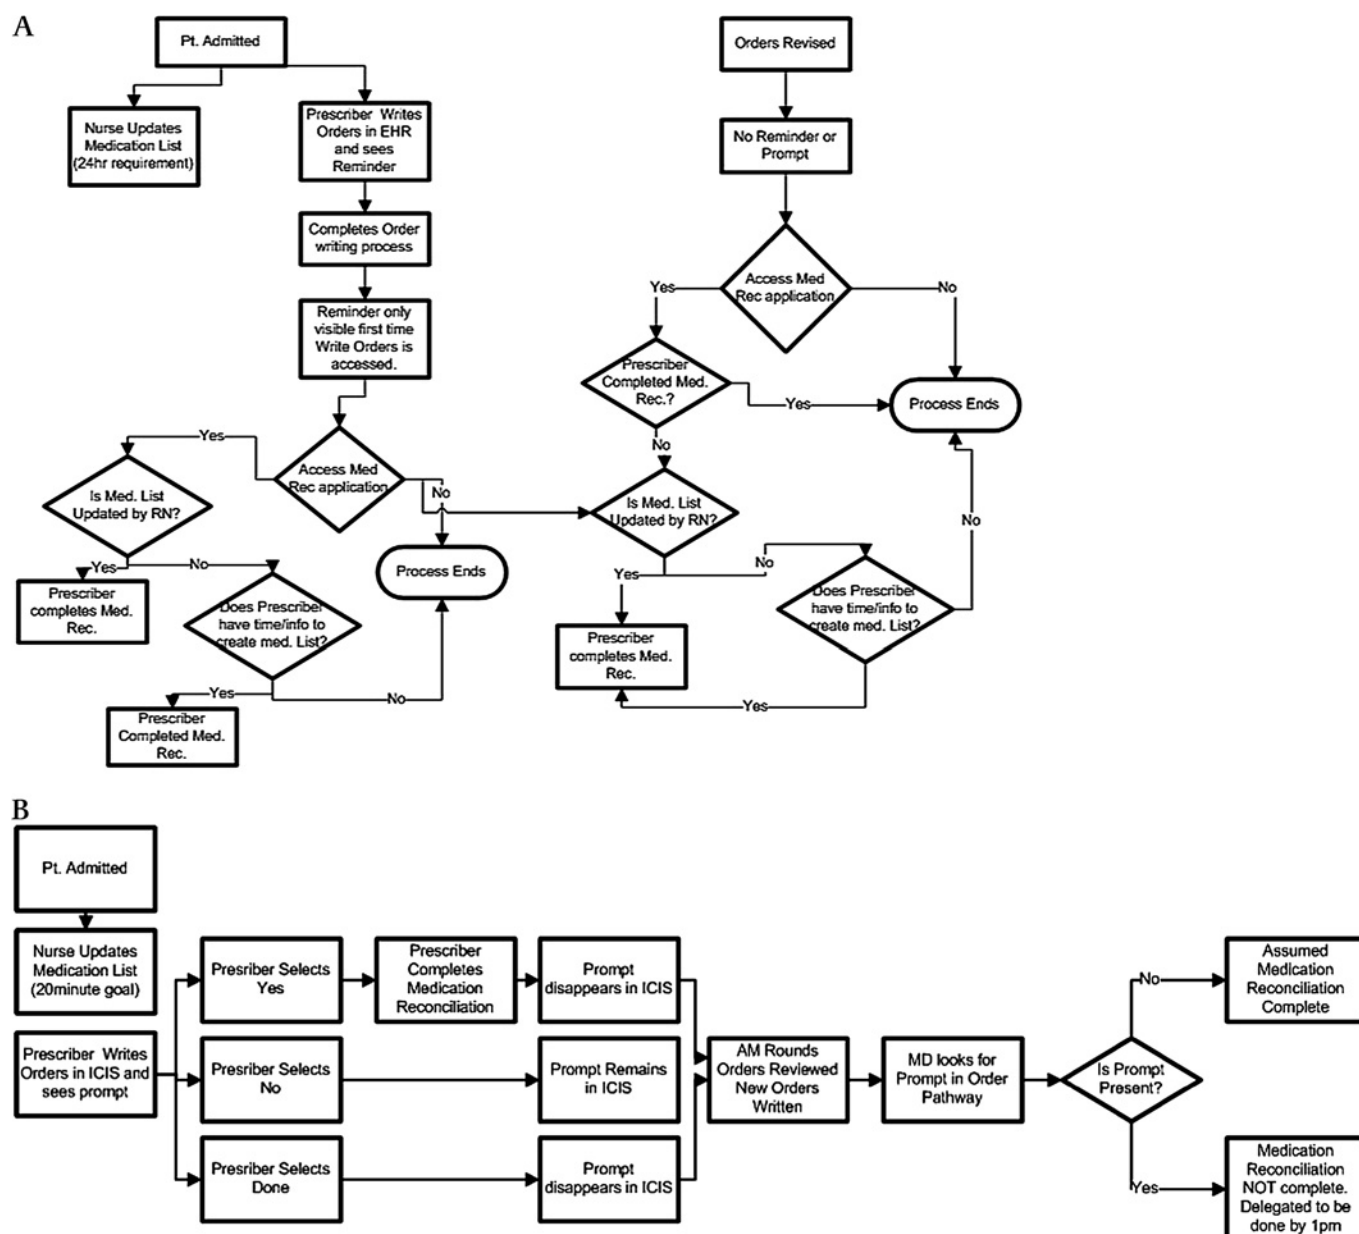 A
Pt. Admitted
Nurse Updates
Medication List
(24hr requirement)
Prescriber Writes
Orders in EHR
and sees
Reminder
Completes Order
writing process
Reminder only
visible first time
Write Orders is
accessed.
Access Med
Rec application
Yes
No
Is Med. List
Updated by RN?
Yes
No
Prescriber
completes Med.
Rec.
Does Prescriber
have time/info to
create med. List?
Process Ends
Yes
No
Prescriber
Completed Med.
Rec.
Orders Revised
No Reminder or
Prompt
Access Med
Rec application
Yes
No
Prescriber
Completed Med.
Rec.?
Yes
Process Ends
No
Is Med. List
Updated by RN?
Yes
No
Does Prescriber
have time/info to
create med. List?
No
Prescriber
completes Med.
Rec.
Yes
B
Pt. Admitted
Nurse Updates
Medication List
(20minute goal)
Prescriber Writes
Orders in ICIS and
sees prompt
Presriber Selects
Yes
Prescriber
Completes
Medication
Reconciliation
Prompt
disappears in ICIS
Presriber Selects
No
Prompt Remains
in ICIS
Presriber Selects
Done
Prompt
disappears in ICIS
AM Rounds
Orders Reviewed
New Orders
Written
MD looks for
Prompt in Order
Pathway
Is Prompt
Present?
No
Assumed
Medication
Reconciliation
Complete
Yes
Medication
Reconciliation
NOT complete.
Delegated to be
done by 1pm